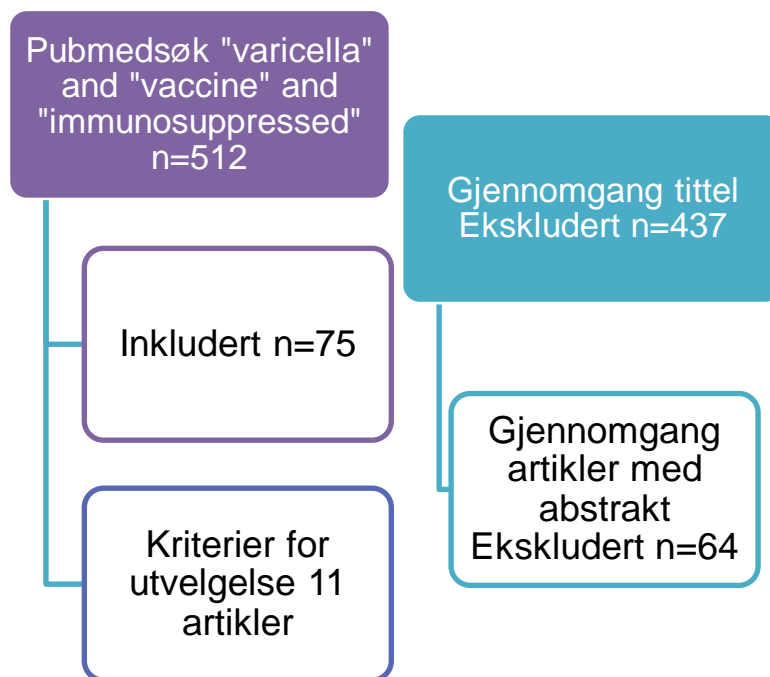 Pubmedsøk "varicella"
and "vaccine" and
"immunosuppressed"
n=512
Inkludert n=75
Kriterier for
utvelgelse 11
artikler
Gjennomgang tittel
Ekskludert n=437
Gjennomgang
artikler med
abstrakt
Ekskludert n=64